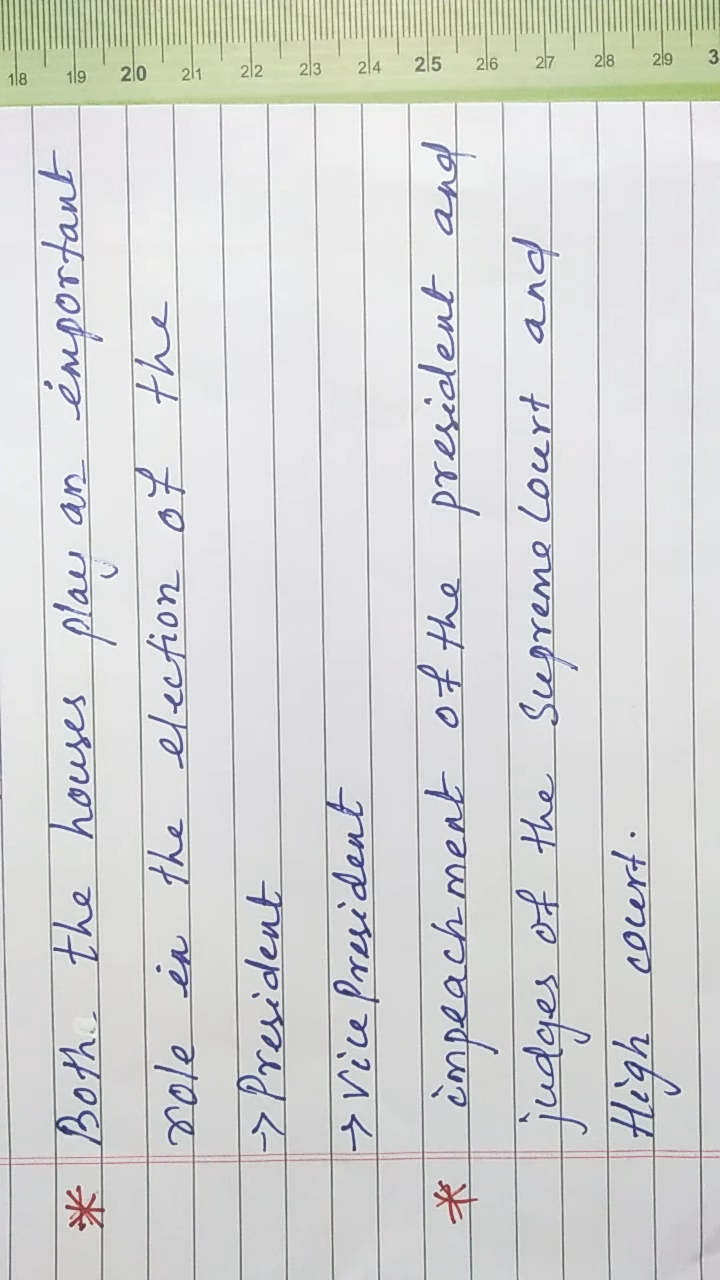 18 19 20 21 22 23 24 25 26 27 28 29 3
* Both the houses play an important
role in the election of the
→ President
→ Vice President
* impeachment of the president and
judges of the Supreme Court and
High court.